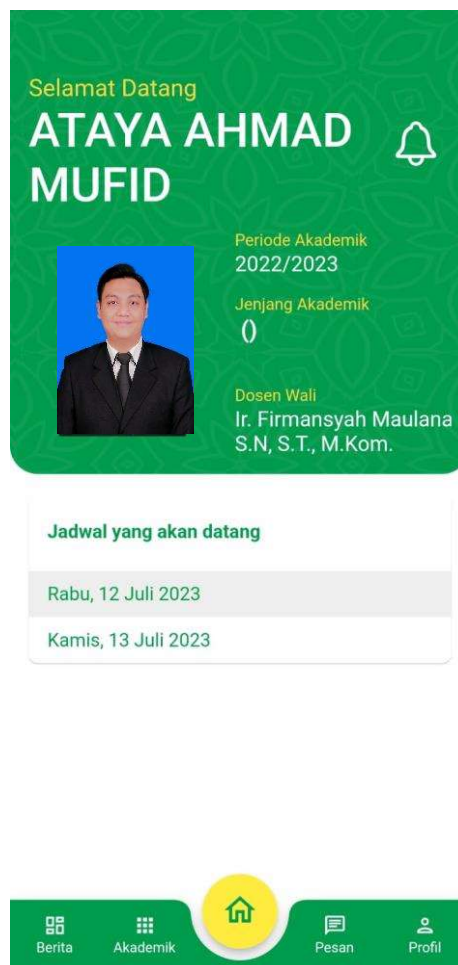 Selamat Datang
ATAYA AHMAD
MUFID
Periode Akademik
2022/2023
Jenjang Akademik
()
Dosen Wali
Ir. Firmansyah Maulana
S.N, S.T., M.Kom.
Jadwal yang akan datang
Rabu, 12 Juli 2023
Kamis, 13 Juli 2023
Berita
Akademik
Pesan
Profil